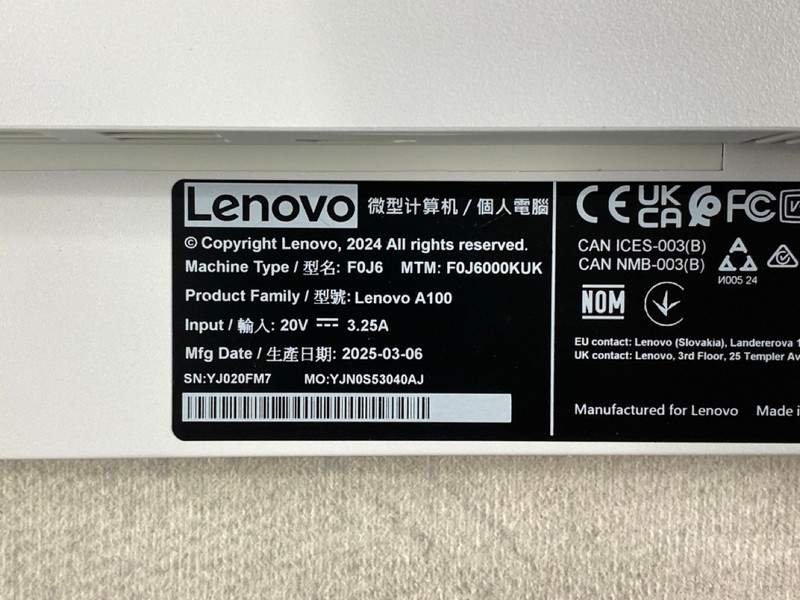 Lenovo 微型计算机 / 個人電腦
© Copyright Lenovo, 2024 All rights reserved.
Machine Type / 型名: F0J6 MTM: F0J6000KUK
Product Family / 型號: Lenovo A100
Input / 輸入: 20V 3.25A
Mfg Date / 生產日期: 2025-03-06
SN:YJ020FM7 MO:YJN0S53040AJ
CE UK CA FC
CAN ICES-003(B)
CAN NMB-003(B)
N005 24
NOM
EU contact: Lenovo (Slovakia), Landererova 1
UK contact: Lenovo, 3rd Floor, 25 Templer Av
Manufactured for Lenovo Made i